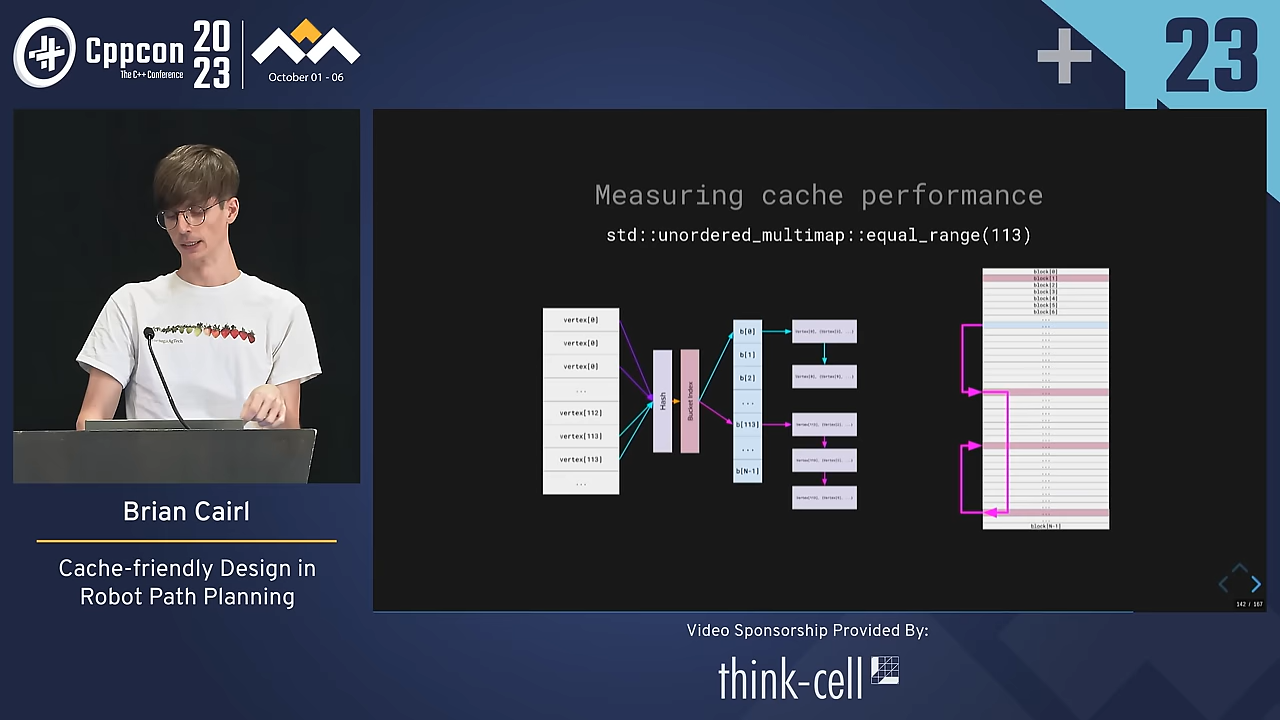 Cppcon
The C++ Conference
20
23
October 01 - 06
23
Measuring cache performance
std::unordered_multimap::equal_range(113)
vertex[0]
vertex[0]
vertex[0]
...
vertex[112]
vertex[113]
vertex[113]
...
Hash
Bucket Index
b[0]
b[1]
b[2]
...
b[113]
...
b[N-1]
block[0]
block[1]
block[2]
block[3]
block[4]
block[5]
block[6]
block[N-1]
142 / 167
Brian Cairl
Cache-friendly Design in
Robot Path Planning
Video Sponsorship Provided By:
think-cell